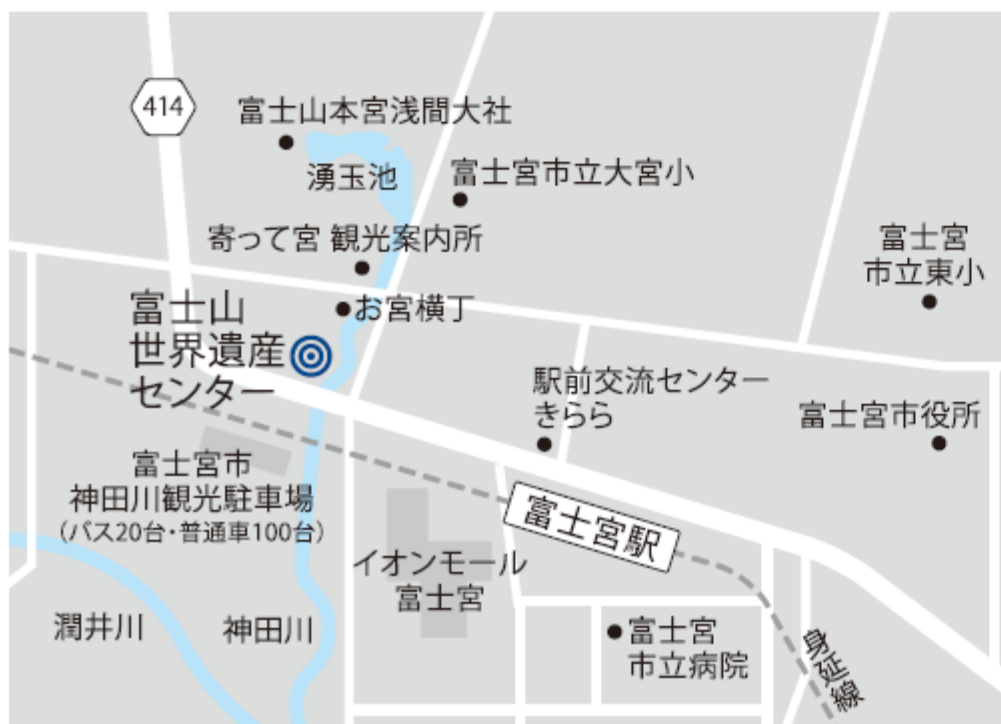 414
富士山本宮浅間大社
湧玉池
富士宮市立大宮小
寄って宮 観光案内所
富士宮
市立東小
お宮横丁
富士山
世界遺産
センター
駅前交流センター
きらら
富士宮市役所
富士宮市
神田川観光駐車場
（バス20台・普通車100台）
富士宮駅
イオンモール
富士宮
潤井川
神田川
富士宮
市立病院
身延線